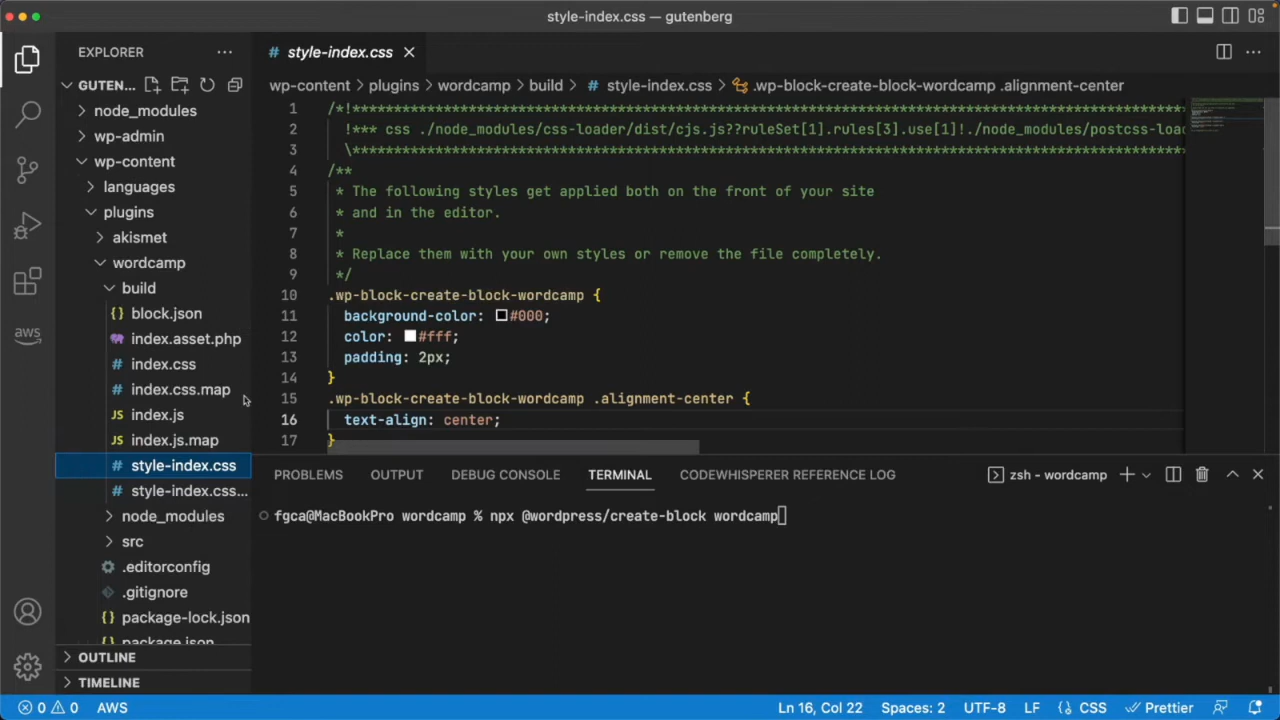 style-index.css — gutenberg
EXPLORER
style-index.css
GUTEN...
wp-content > plugins > wordcamp > build > # style-index.css > .wp-block-create-block-wordcamp .alignment-center
node_modules
wp-admin
wp-content
languages
plugins
akismet
wordcamp
build
block.json
index.asset.php
index.css
index.css.map
index.js
index.js.map
style-index.css
style-index.css...
node_modules
src
.editorconfig
.gitignore
package-lock.json
package.json
OUTLINE
TIMELINE
1 /*!****************************************************************************
2 !*** css ./node_modules/css-loader/dist/cjs.js??ruleSet[1].rules[3].use[1]!./node_modules/postcss-loa
3 \****************************************************************************
4 /**
5 * The following styles get applied both on the front of your site
6 * and in the editor.
7 *
8 * Replace them with your own styles or remove the file completely.
9 */
10 .wp-block-create-block-wordcamp {
11 background-color: #000;
12 color: #fff;
13 padding: 2px;
14 }
15 .wp-block-create-block-wordcamp .alignment-center {
16 text-align: center;
17 }
PROBLEMS OUTPUT DEBUG CONSOLE TERMINAL CODEWHISPERER REFERENCE LOG
zsh - wordcamp
fgca@MacBookPro wordcamp % npx @wordpress/create-block wordcamp
aws
0 0 AWS Ln 16, Col 22 Spaces: 2 UTF-8 LF {} CSS Prettier